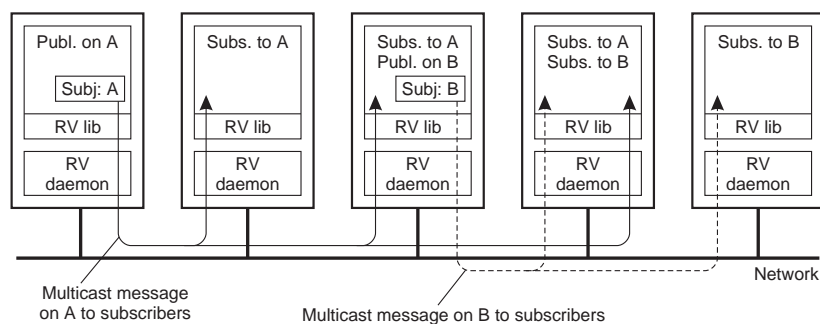 Publ. on A
Subj: A
RV lib
RV
daemon
Subs. to A
RV lib
RV
daemon
Subs. to A
Publ. on B
Subj: B
RV lib
RV
daemon
Subs. to A
Subs. to B
RV lib
RV
daemon
Subs. to B
RV lib
RV
daemon
Network
Multicast message
on A to subscribers
Multicast message on B to subscribers